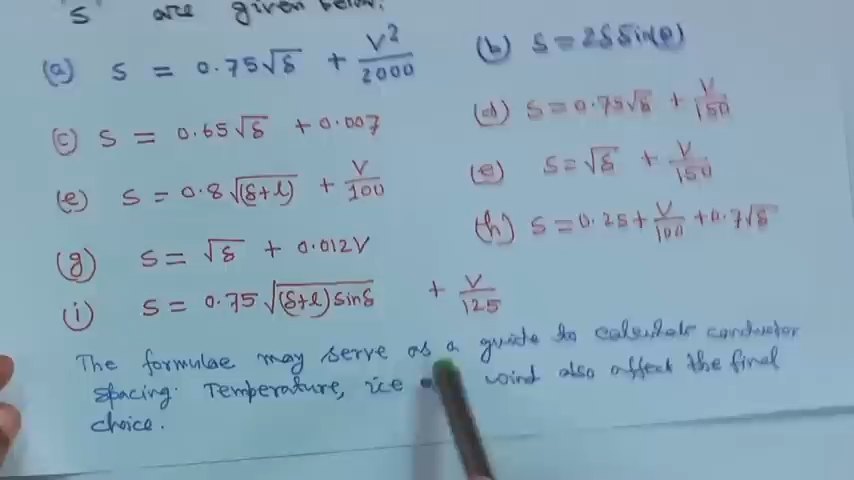 "s" are given below.
(a) s = 0.75√δ + V²/2000
(b) s = 2δ Sin(θ)
(c) s = 0.65√δ + 0.007
(d) s = 0.75√δ + V/150
(e) s = 0.8√(δ+l) + V/100
(e) s = √δ + V/150
(g) s = √δ + 0.012V
(h) s = 0.25 + V/100 + 0.7√δ
(i) s = 0.75√(δ+l)sinδ + V/125
The formulae may serve as a guide to calculate conductor
spacing. Temperature, ice wind also affect the final
choice.